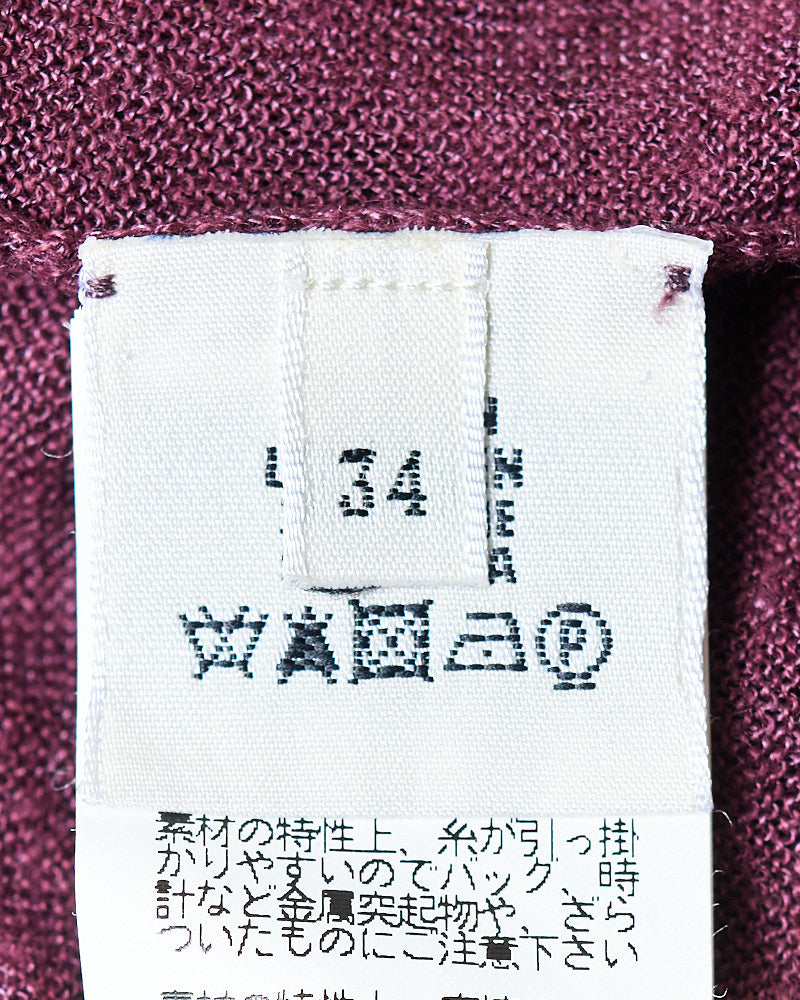 34
P
素材の特性上、糸が引っ掛
かりやすいのでバッグ、時
計など金属突起物や、ざら
ついたものにご注意下さい